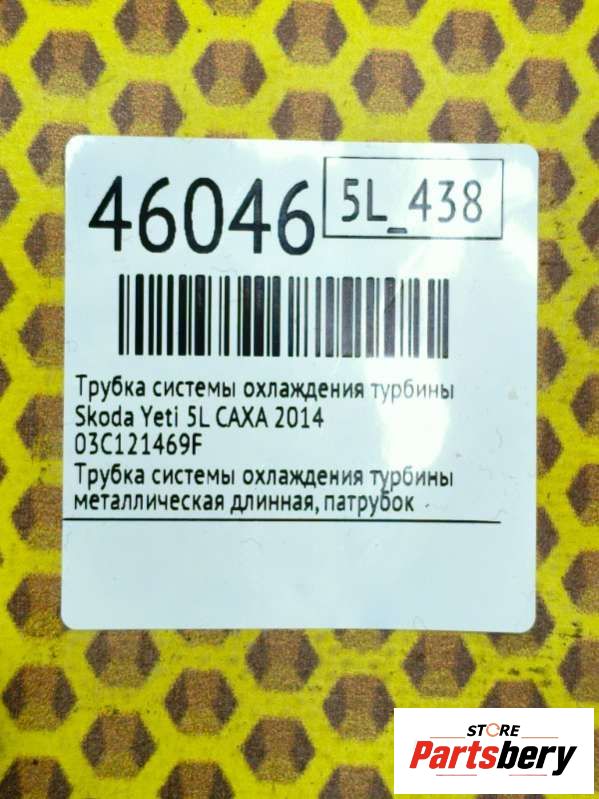 46046
5L_438
Трубка системы охлаждения турбины
Skoda Yeti 5L CAXA 2014
03C121469F
Трубка системы охлаждения турбины
металлическая длинная, патрубок
STORE
Partsbery